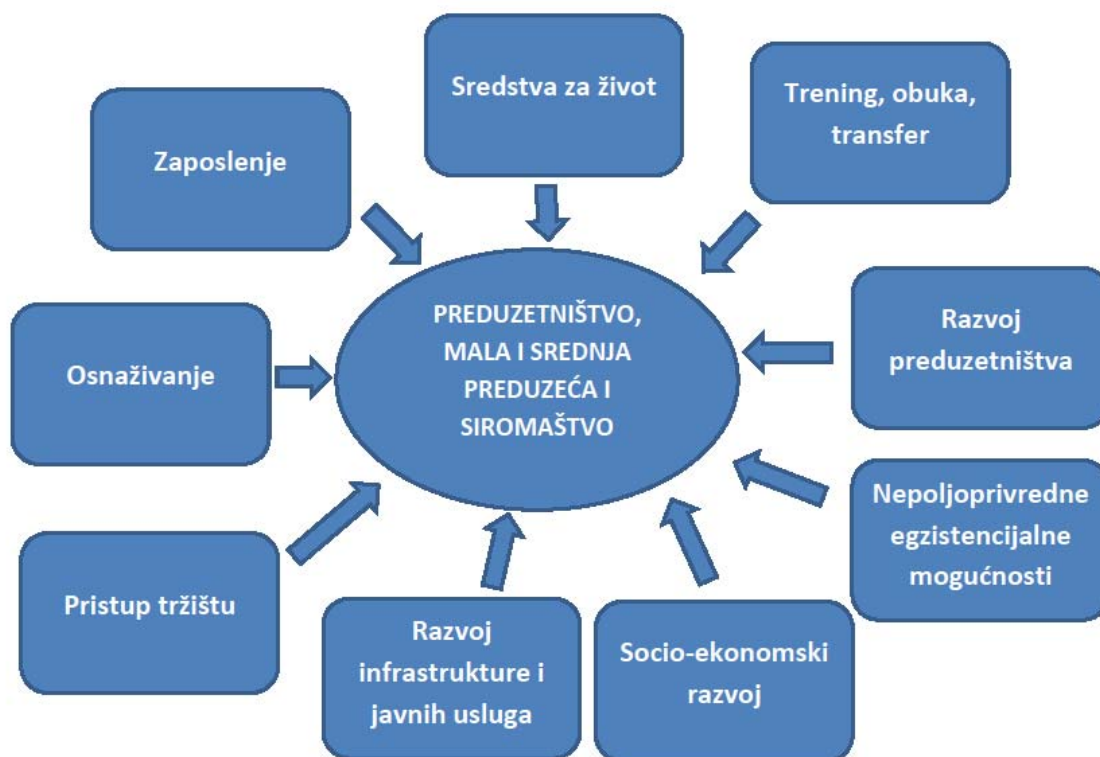 Sredstva za život
Trening, obuka,
transfer
Zaposlenje
PREDUZETNIŠTVO,
MALA I SREDNJA
PREDUZEĆA I
SIROMAŠTVO
Razvoj
preduzetništva
Osnaživanje
Nepoljoprivredne
egzistencijalne
mogućnosti
Pristup tržištu
Razvoj
infrastrukture i
javnih usluga
Socio-ekonomski
razvoj